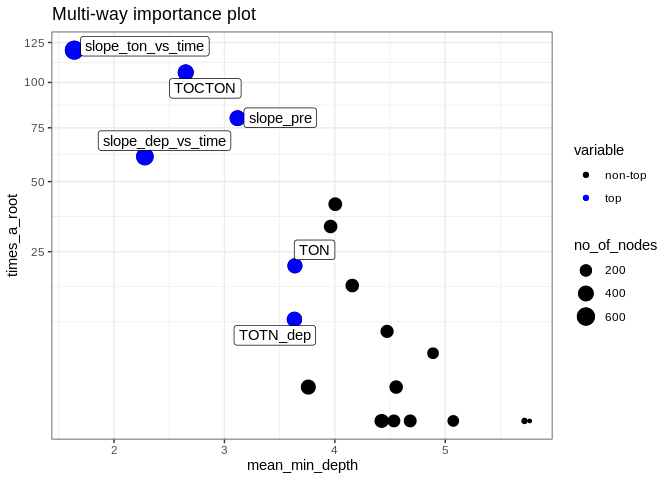 Multi-way importance plot
125
100
75
50
25
times_a_root
slope_ton_vs_time
TOCTON
slope_pre
slope_dep_vs_time
TON
TOTN_dep
2
3
4
5
mean_min_depth
variable
non-top
top
no_of_nodes
200
400
600